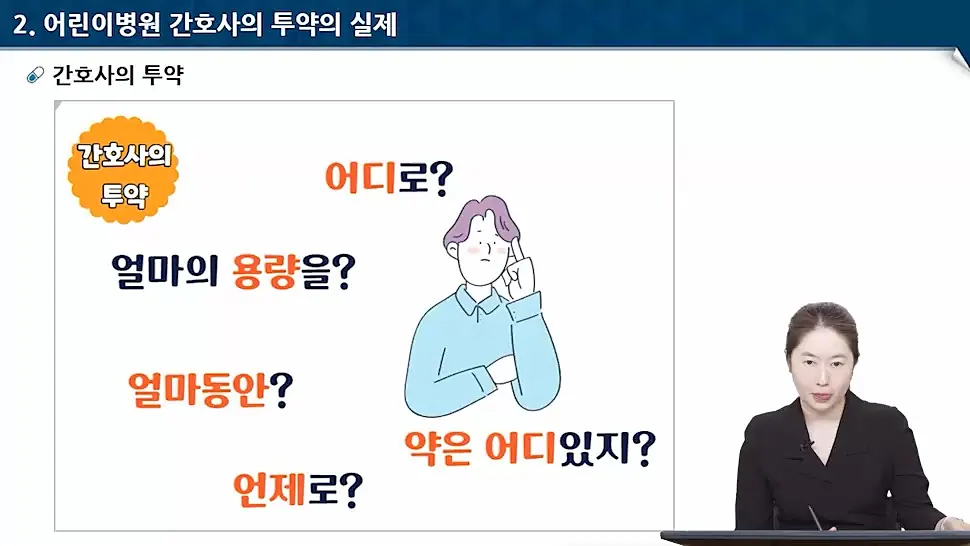 2. 어린이병원 간호사의 투약의 실제
간호사의 투약
간호사의
투약
어디로?
얼마의 용량을?
얼마동안?
약은 어디있지?
언제로?